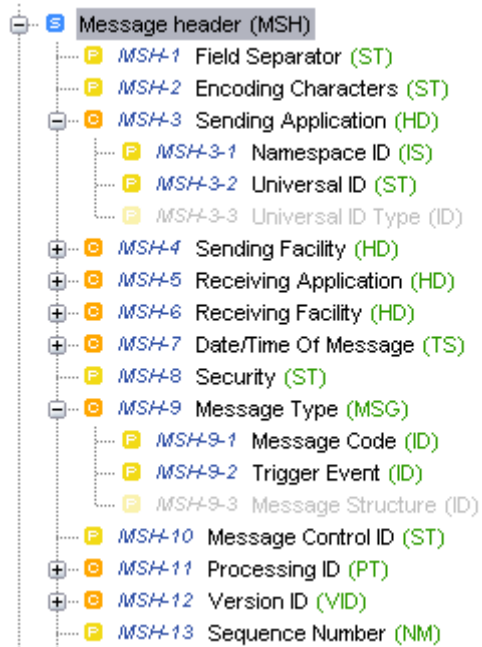 S Message header (MSH)
P MSH-1 Field Separator (ST)
P MSH-2 Encoding Characters (ST)
C MSH-3 Sending Application (HD)
P MSH-3-1 Namespace ID (IS)
P MSH-3-2 Universal ID (ST)
P MSH-3-3 Universal ID Type (ID)
C MSH-4 Sending Facility (HD)
C MSH-5 Receiving Application (HD)
C MSH-6 Receiving Facility (HD)
C MSH-7 Date/Time Of Message (TS)
P MSH-8 Security (ST)
C MSH-9 Message Type (MSG)
P MSH-9-1 Message Code (ID)
P MSH-9-2 Trigger Event (ID)
P MSH-9-3 Message Structure (ID)
P MSH-10 Message Control ID (ST)
C MSH-11 Processing ID (PT)
C MSH-12 Version ID (VID)
P MSH-13 Sequence Number (NM)